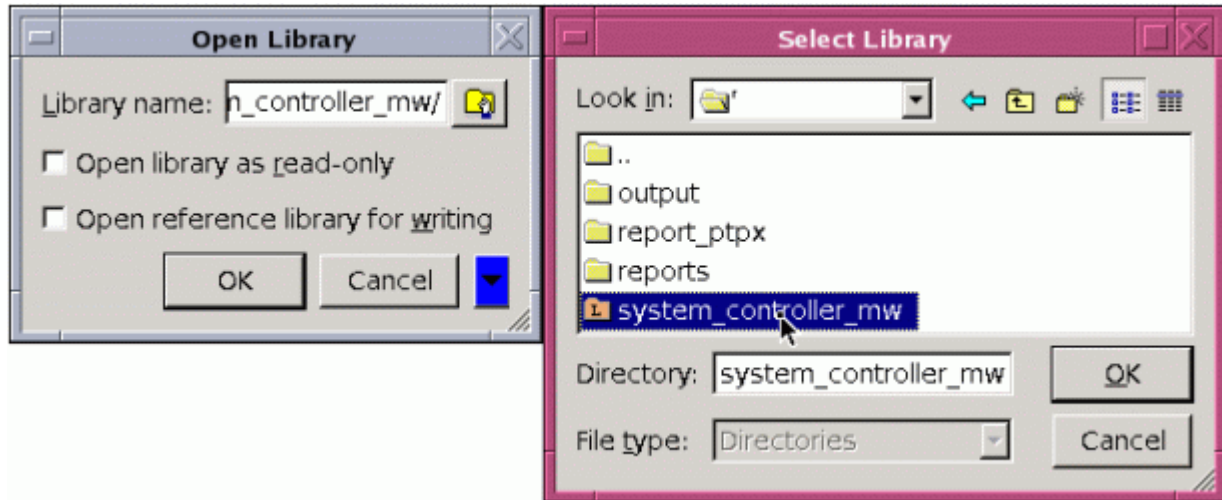 Open Library
Library name: n_controller_mw/
Open library as read-only
Open reference library for writing
OK Cancel
Select Library
Look in:
..
output
report_ptpx
reports
L system_controller_mw
Directory: system_controller_mw OK
File type: Directories Cancel